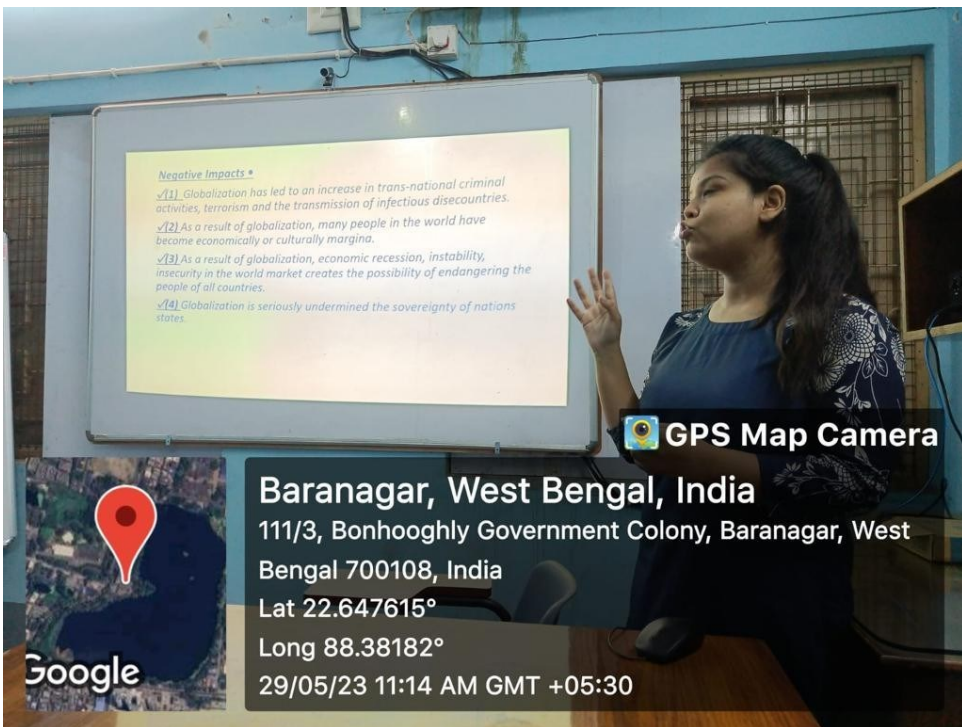 Negative Impacts •
✓(1) Globalization has led to an increase in trans-national criminal
activities, terrorism and the transmission of infectious disecountries.
✓(2) As a result of globalization, many people in the world have
become economically or culturally margina.
✓(3) As a result of globalization, economic recession, instability,
insecurity in the world market creates the possibility of endangering the
people of all countries.
✓(4) Globalization is seriously undermined the sovereignty of nations
states.
GPS Map Camera
Baranagar, West Bengal, India
111/3, Bonhooghly Government Colony, Baranagar, West
Bengal 700108, India
Lat 22.647615°
Long 88.38182°
29/05/23 11:14 AM GMT +05:30
Google